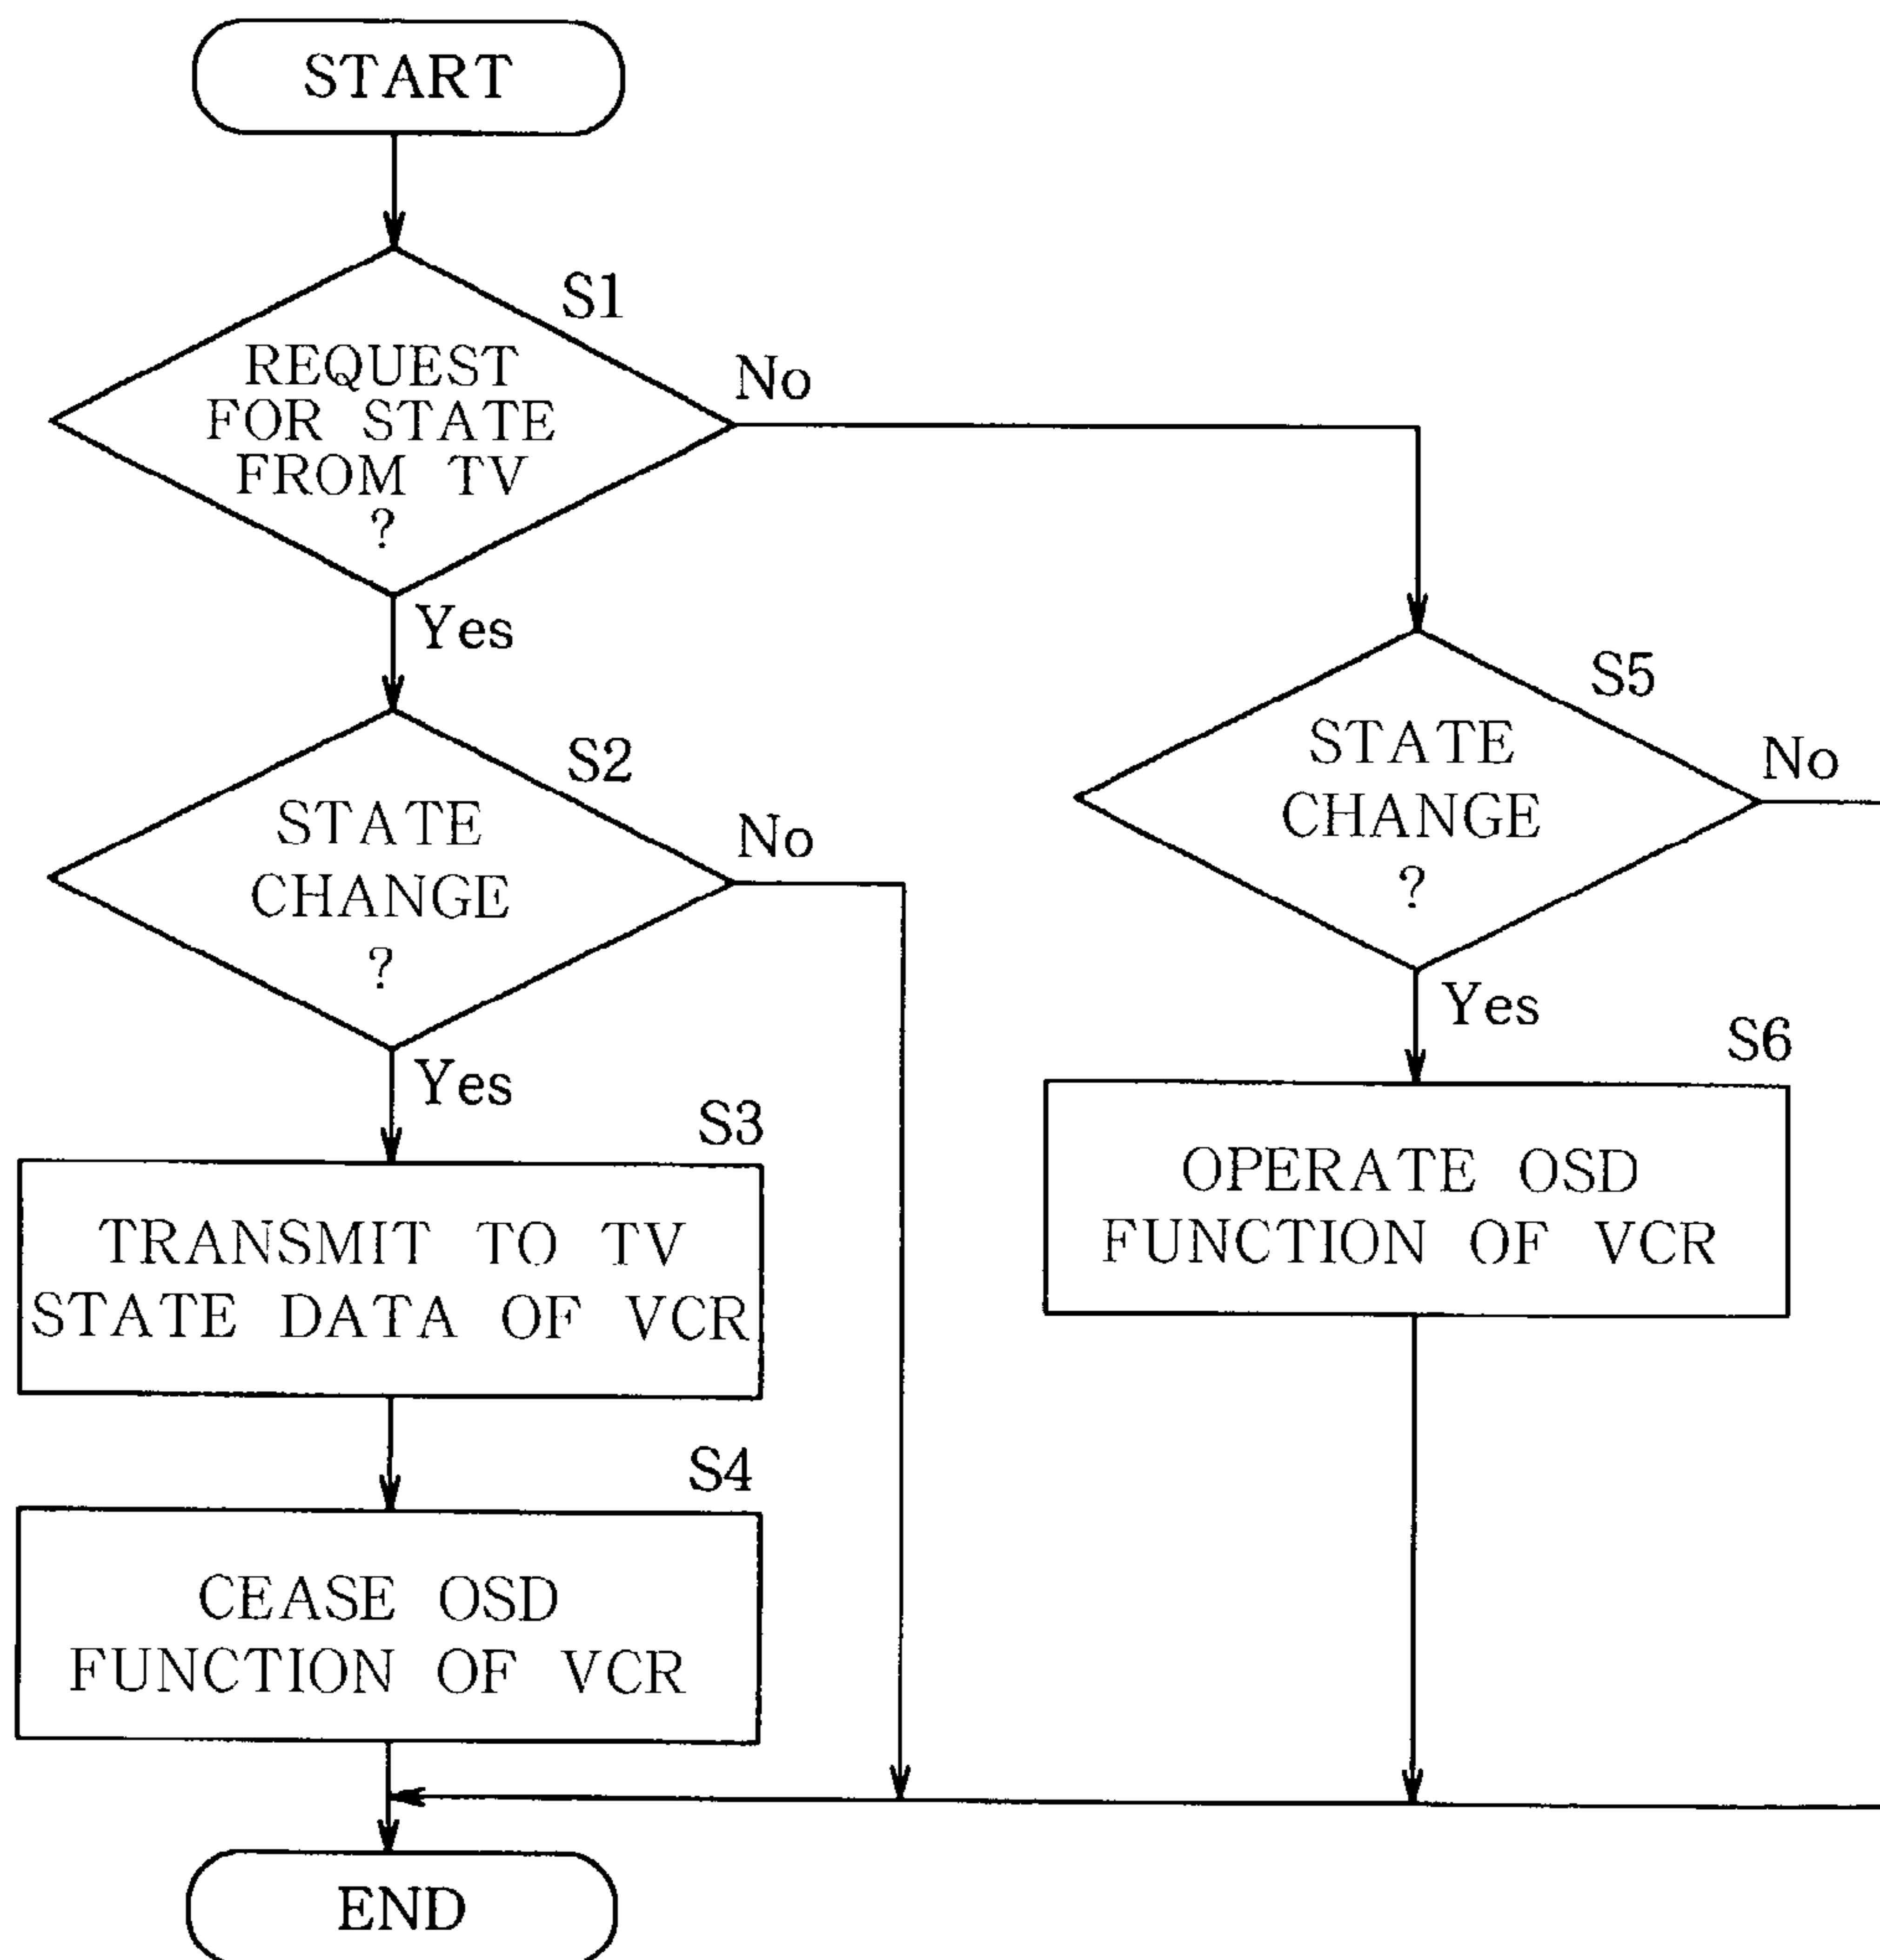 START
S1
REQUEST
FOR STATE
FROM TV
?
No
Yes
S2
STATE
CHANGE
?
No
Yes
S3
TRANSMIT TO TV
STATE DATA OF VCR
S4
CEASE OSD
FUNCTION OF VCR
END
S5
STATE
CHANGE
?
No
Yes
S6
OPERATE OSD
FUNCTION OF VCR